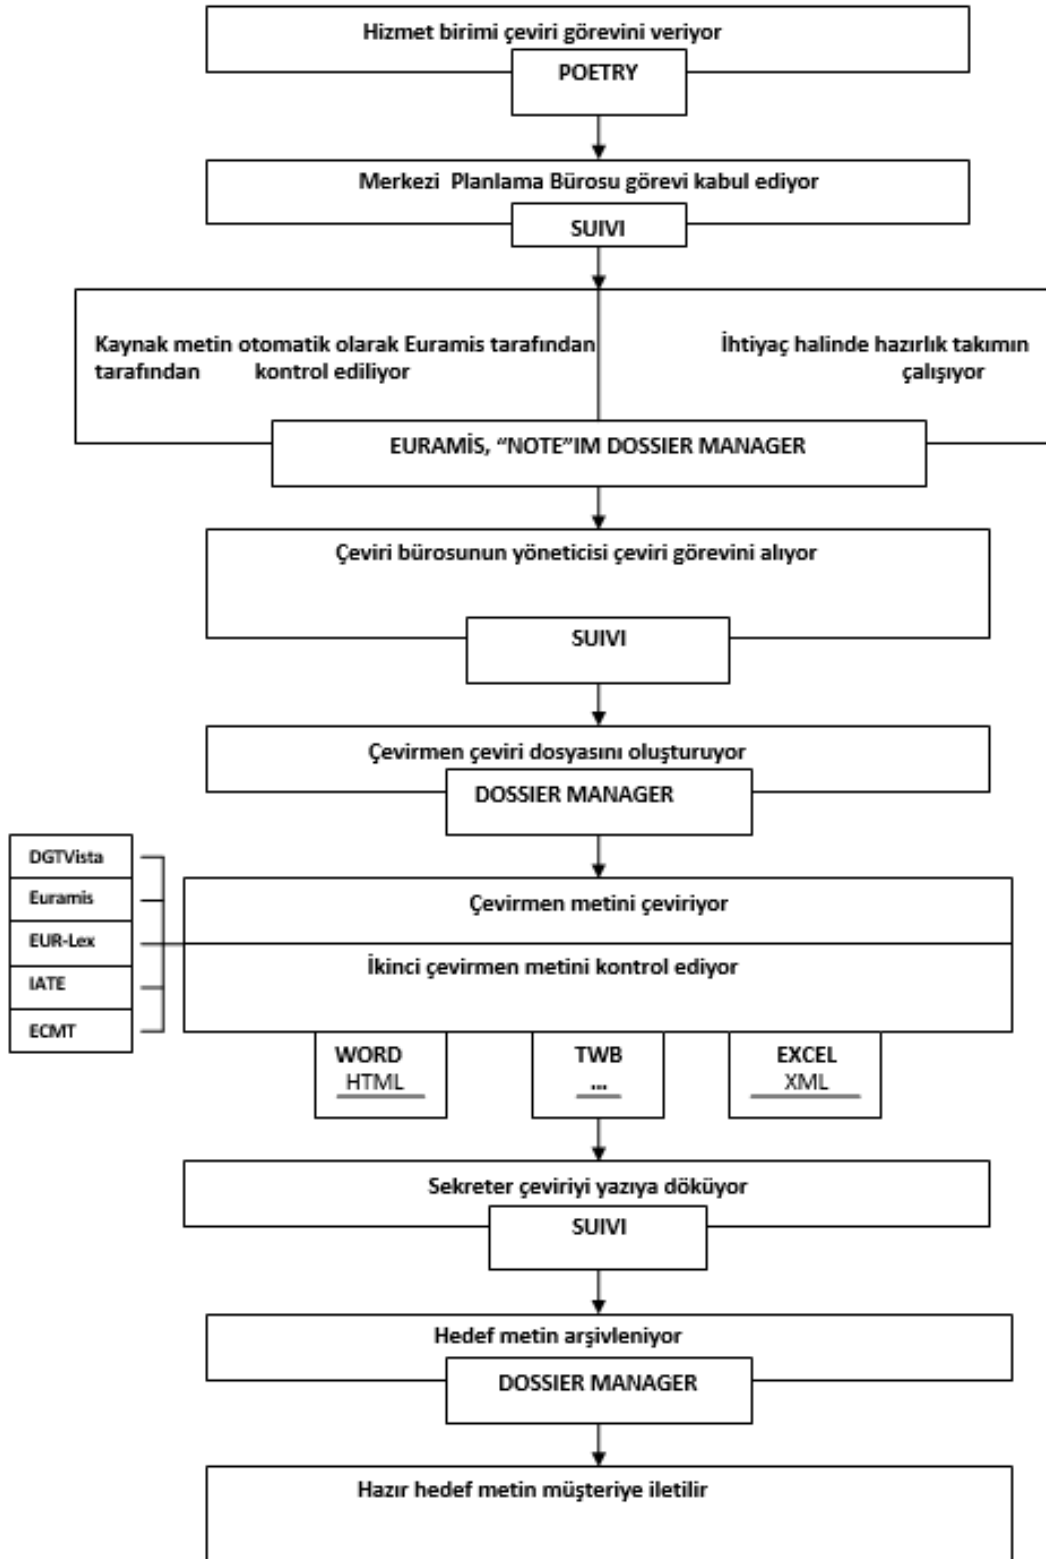 Hizmet birimi çeviri görevini veriyor
POETRY
Merkezi Planlama Bürosu görevi kabul ediyor
SUIVI
Kaynak metin otomatik olarak Euramis tarafından
tarafından kontrol ediliyor
İhtiyaç halinde hazırlık takımın
çalışıyor
EURAMİS, “NOTE”IM DOSSIER MANAGER
Çeviri bürosunun yöneticisi çeviri görevini alıyor
SUIVI
Çevirmen çeviri dosyasını oluşturuyor
DOSSIER MANAGER
DGTVista
Euramis
EUR-Lex
IATE
ECMT
Çevirmen metini çeviriyor
İkinci çevirmen metini kontrol ediyor
WORD
HTML
TWB
...
EXCEL
XML
Sekreter çeviriyi yazıya döküyor
SUIVI
Hedef metin arşivleniyor
DOSSIER MANAGER
Hazır hedef metin müşteriye iletilir